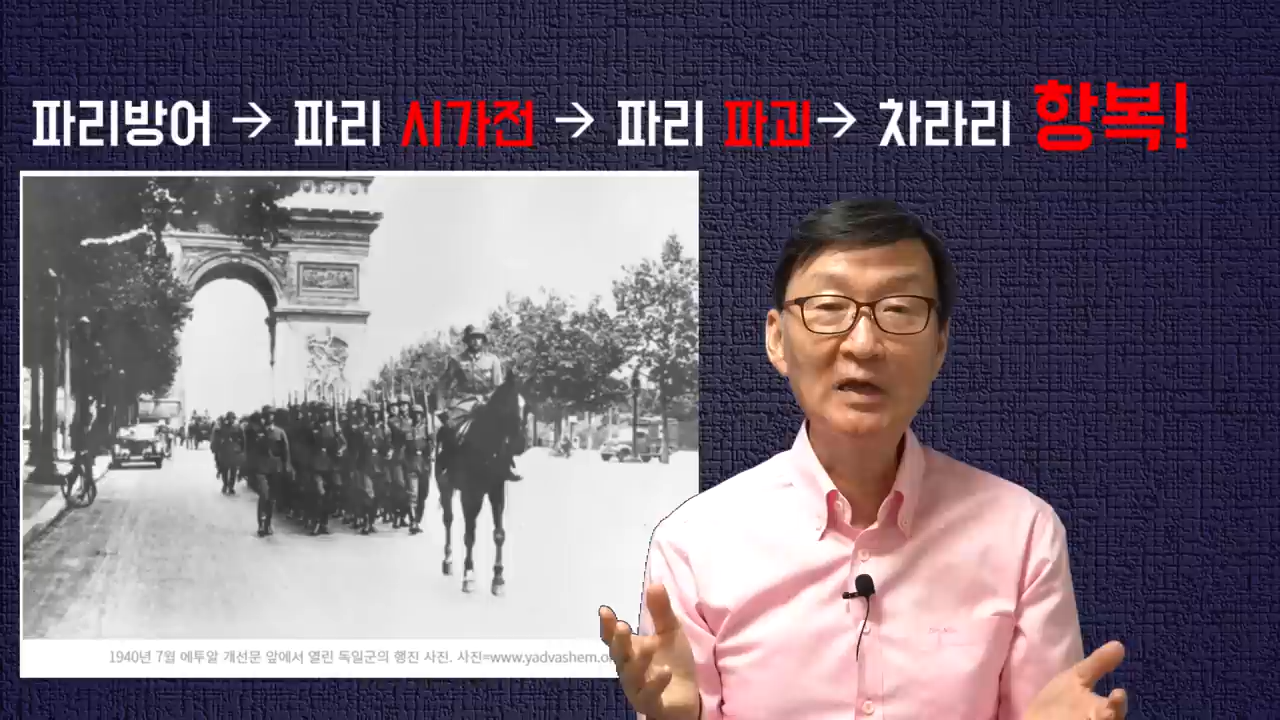 파리방어 → 파리 시가전 → 파리 파괴→ 차라리 항복!
1940년 7월 에투알 개선문 앞에서 열린 독일군의 행진 사진. 사진=www.yadvashem.o